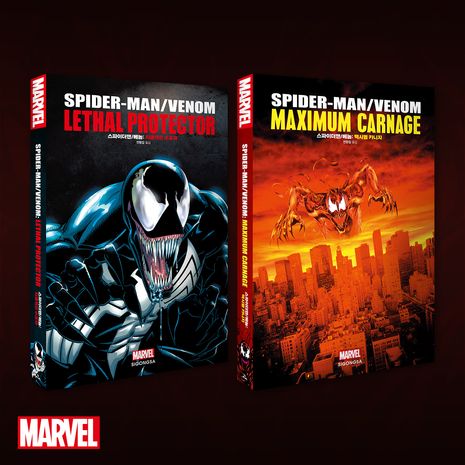 MARVEL
SPIDER-MAN/VENOM
LETHAL PROTECTOR
스파이더맨/베놈:
SPIDER-MAN/VENOM: LETHAL PROTECTOR
MARVEL
SIGONGSA
MARVEL
SPIDER-MAN/VENOM
MAXIMUM CARNAGE
스파이더맨/베놈: 맥시멈 카니지
SPIDER-MAN/VENOM: MAXIMUM CARNAGE
MARVEL
SIGONGSA
MARVEL